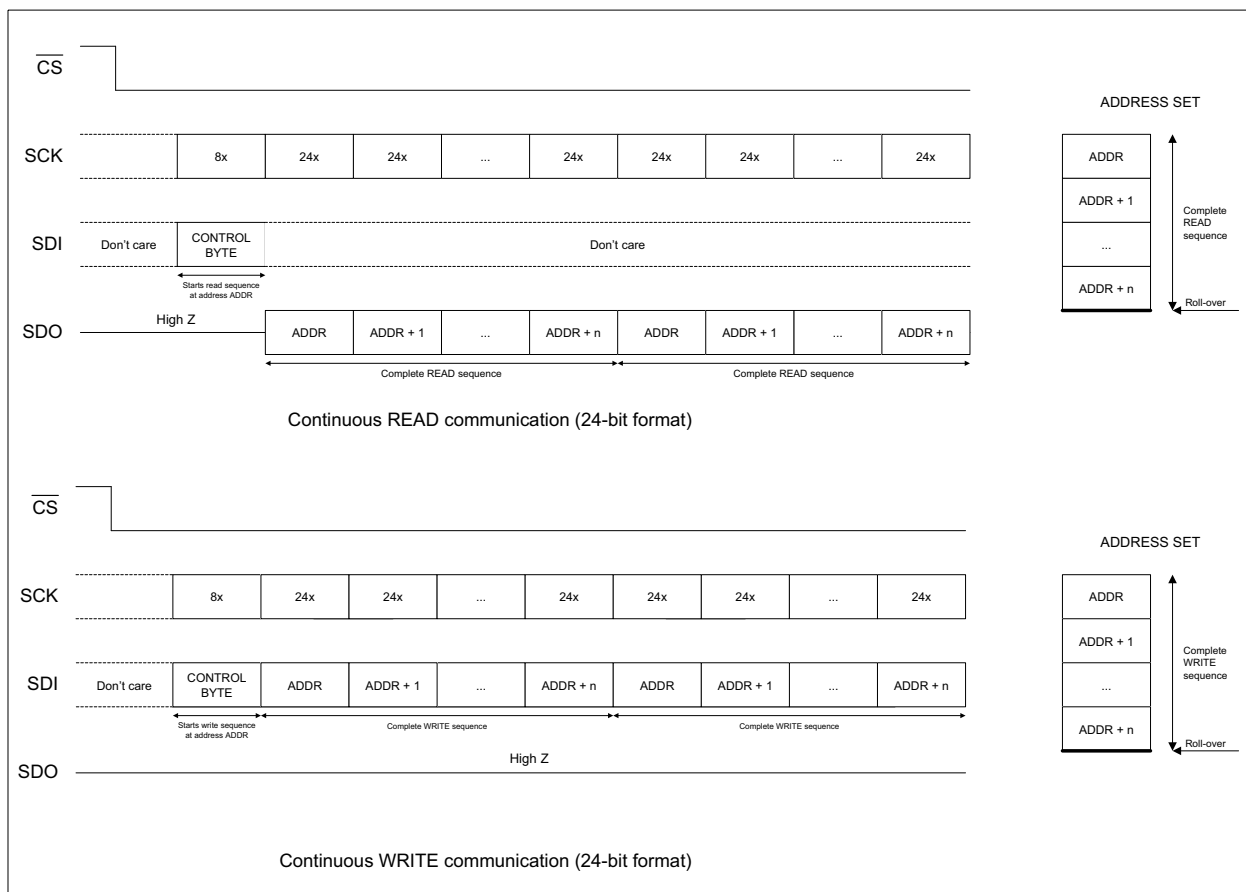 CS
ADDRESS SET
SCK
8x 24x 24x ... 24x 24x 24x ... 24x
ADDR
ADDR + 1
...
ADDR + n
Complete
READ
sequence
Roll-over
SDI
Don't care
CONTROL
BYTE
Don't care
Starts read sequence
at address ADDR
High Z
SDO
ADDR ADDR + 1 ... ADDR + n ADDR ADDR + 1 ... ADDR + n
Complete READ sequence Complete READ sequence
Continuous READ communication (24-bit format)
CS
ADDRESS SET
SCK
8x 24x 24x ... 24x 24x 24x ... 24x
ADDR
ADDR + 1
...
ADDR + n
Complete
WRITE
sequence
Roll-over
SDI
Don't care
CONTROL
BYTE
ADDR ADDR + 1 ... ADDR + n ADDR ADDR + 1 ... ADDR + n
Starts write sequence
at address ADDR
Complete WRITE sequence Complete WRITE sequence
High Z
SDO
Continuous WRITE communication (24-bit format)